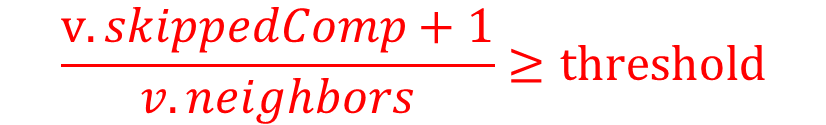 v. skippedComp + 1
v. neighbors
≥ threshold